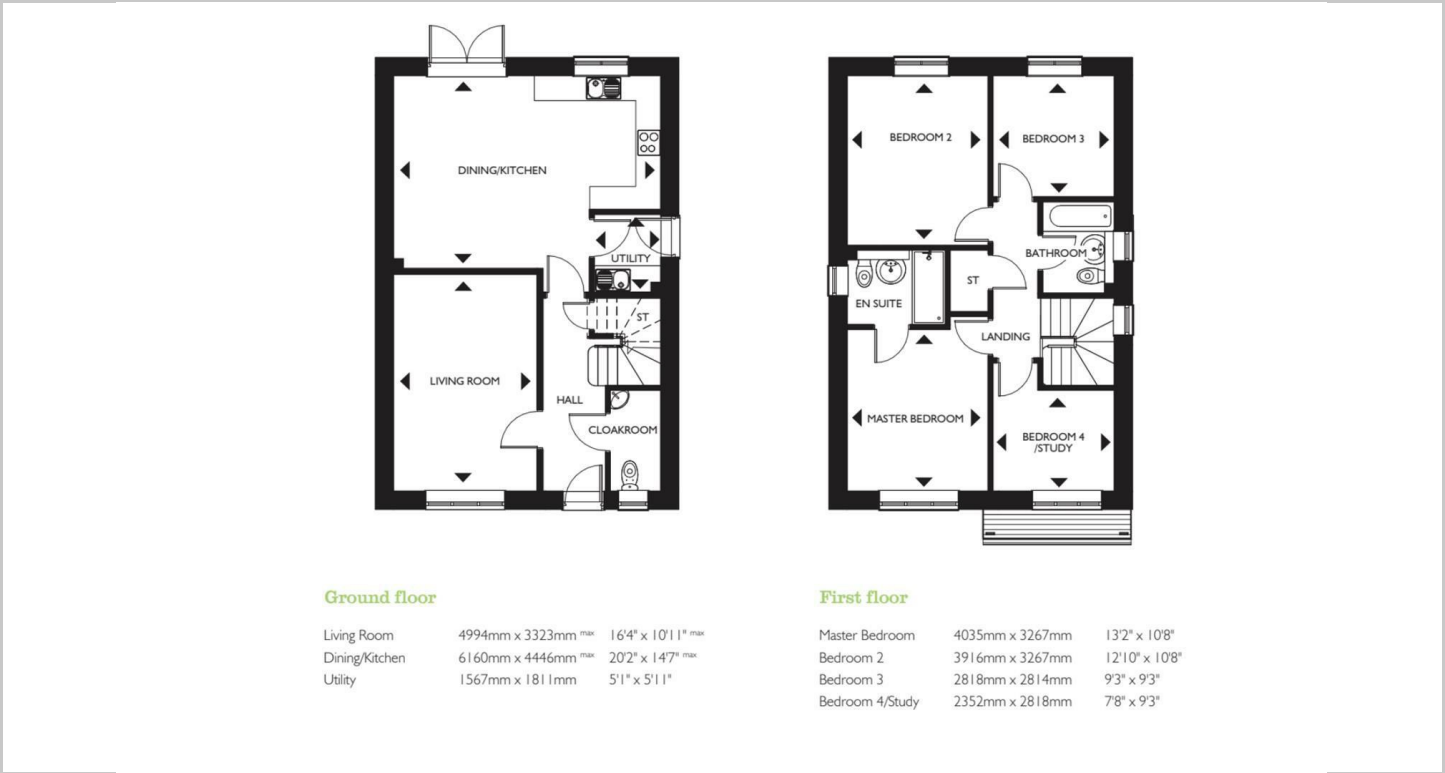 DINING/KITCHEN
UTILITY
ST
LIVING ROOM
HALL
CLOAKROOM
BEDROOM 2
BEDROOM 3
BATHROOM
ST
EN SUITE
LANDING
MASTER BEDROOM
BEDROOM 4
/STUDY
Ground floor
Living Room 4994mm x 3323mm max 16'4" x 10'11" max
Dining/Kitchen 6160mm x 4446mm max 20'2" x 14'7" max
Utility 1567mm x 1811mm 5'1" x 5'11"
First floor
Master Bedroom 4035mm x 3267mm 13'2" x 10'8"
Bedroom 2 3916mm x 3267mm 12'10" x 10'8"
Bedroom 3 2818mm x 2814mm 9'3" x 9'3"
Bedroom 4/Study 2352mm x 2818mm 7'8" x 9'3"